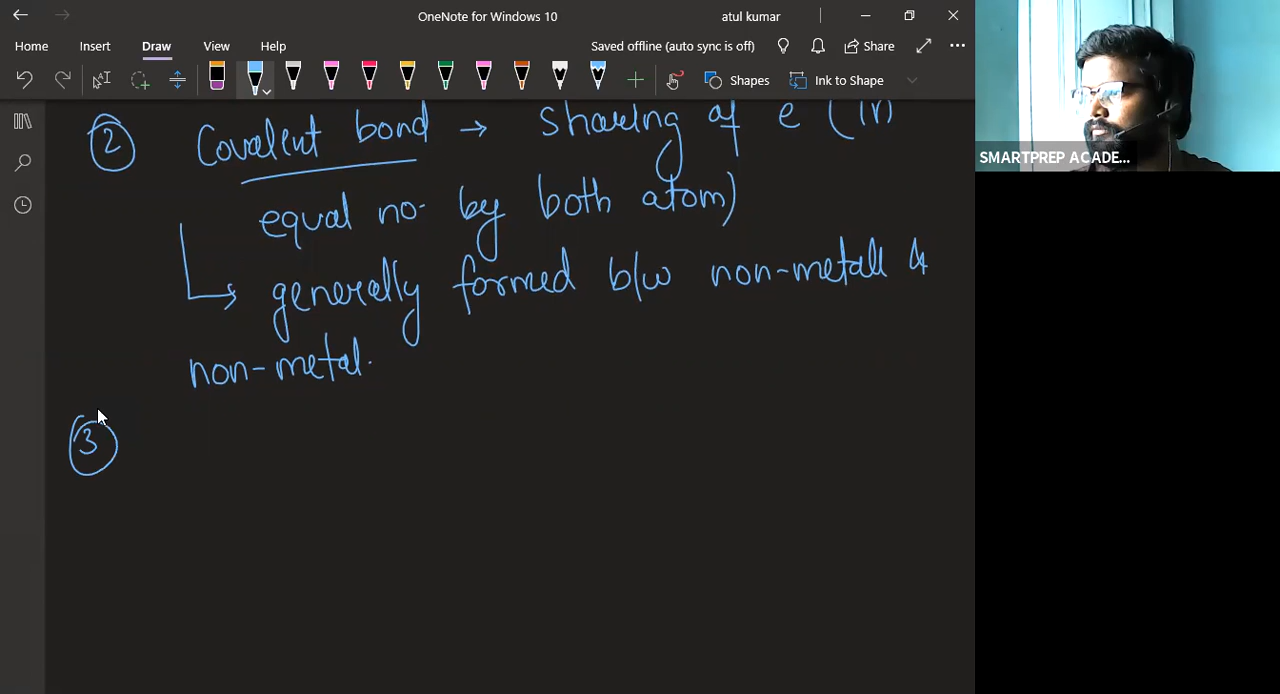 OneNote for Windows 10
atul kumar
Home Insert Draw View Help
Saved offline (auto sync is off)
Share
Shapes
Ink to Shape
SMARTPREP ACADE...
② Covalent bond → sharing of e (in
equal no. by both atom)
↳ generally formed b/w non-metall &
non-metal.
③